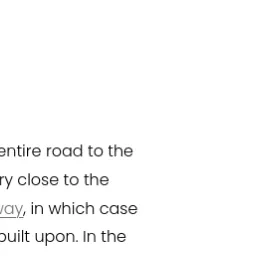 entire road to the
ry close to the
way, in which case
built upon. In the